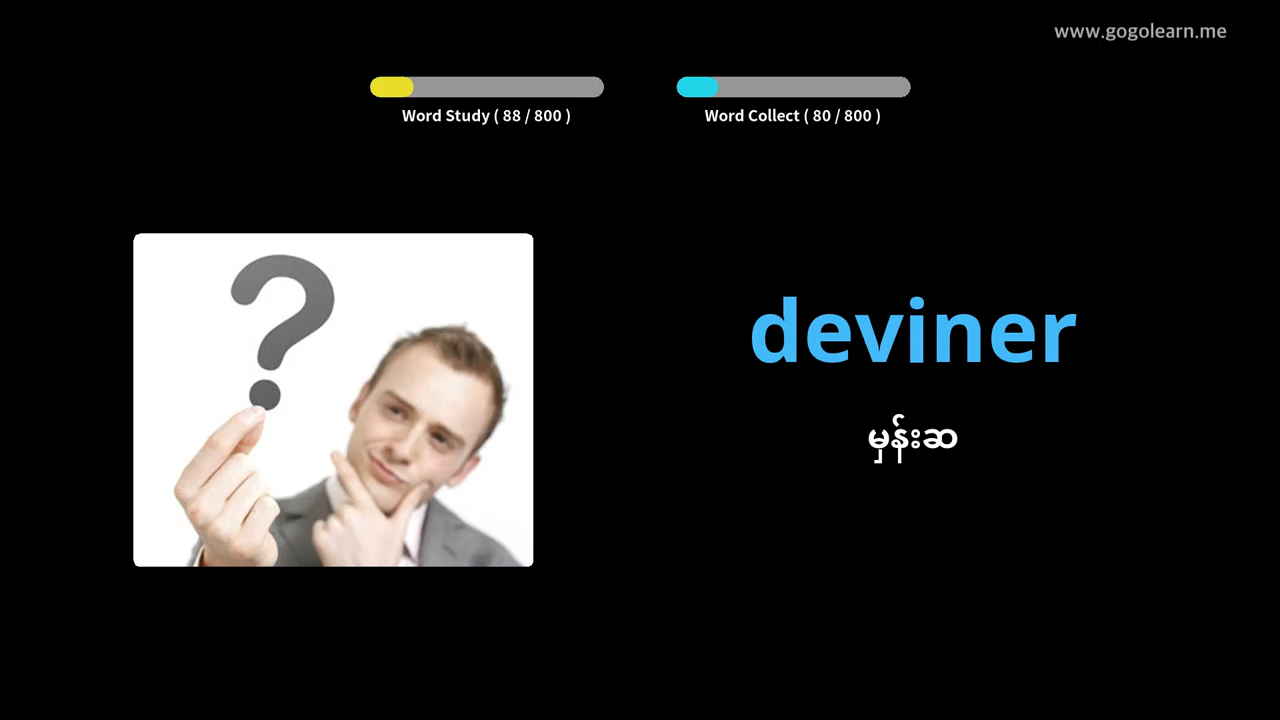 www.gogolearn.me
Word Study ( 88 / 800 )
Word Collect ( 80 / 800 )
?
deviner
မှန်းဆ